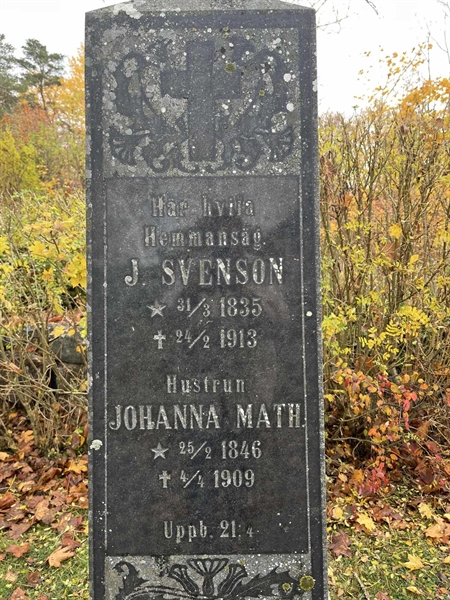 Här hvila
Hemmansäg.
J. SVENSON
★ 31/3 1835
✝ 24/2 1913
Hustrun
JOHANNA MATH.
★ 25/2 1846
✝ 4/4 1909
Uppb. 21:4